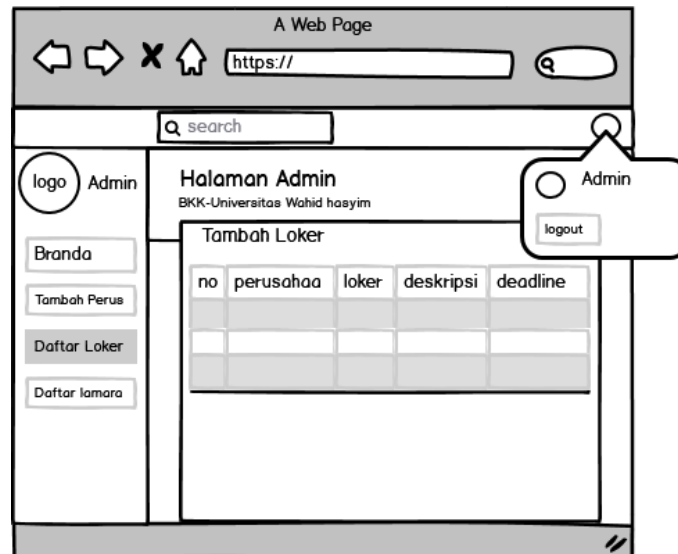 A Web Page
https://
search
logo Admin
Halaman Admin
BKK-Universitas Wahid hasyim
Admin
logout
Branda
Tambah Perus
Daftar Loker
Daftar lamara
Tambah Loker
no perusahaa loker deskripsi deadline